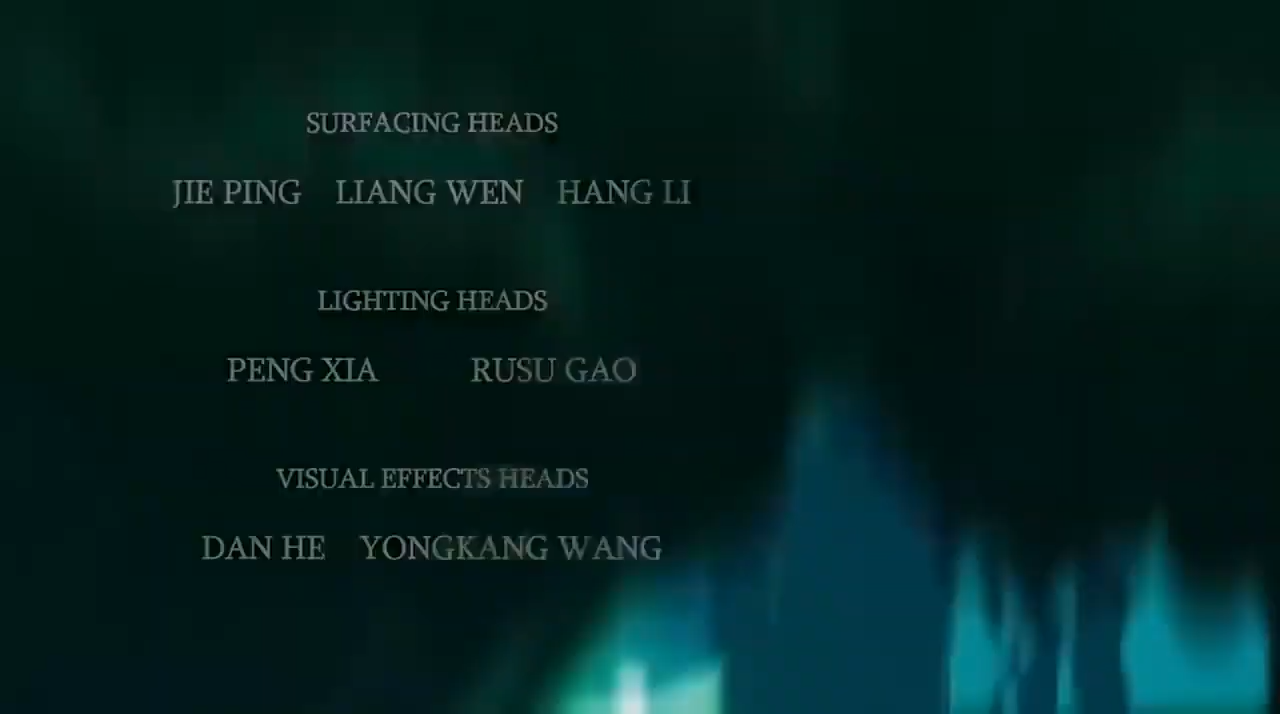 SURFACING HEADS
JIE PING LIANG WEN HANG LI
LIGHTING HEADS
PENG XIA RUSU GAO
VISUAL EFFECTS HEADS
DAN HE YONGKANG WANG